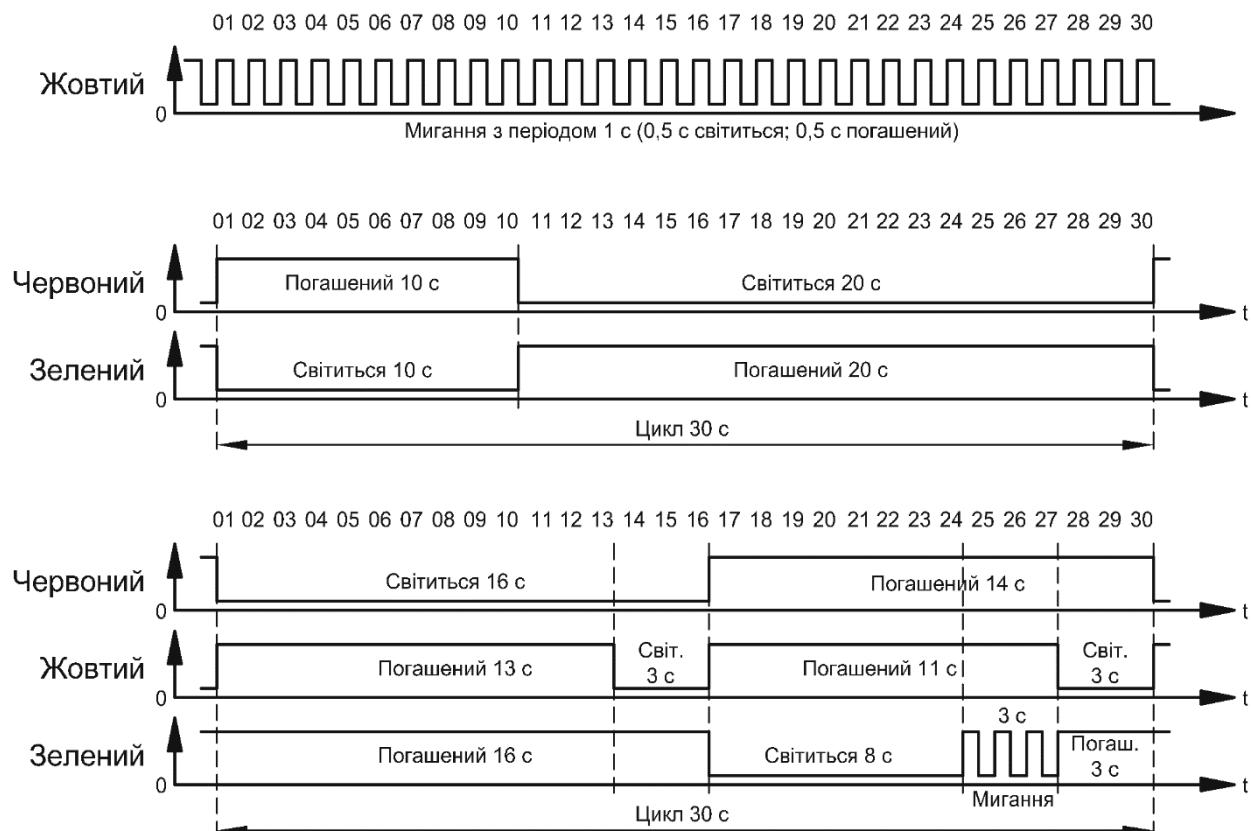 01 02 03 04 05 06 07 08 09 10 11 12 13 14 15 16 17 18 19 20 21 22 23 24 25 26 27 28 29 30
Жовтий
0
Мигання з періодом 1 с (0,5 с світиться; 0,5 с погашений)
01 02 03 04 05 06 07 08 09 10 11 12 13 14 15 16 17 18 19 20 21 22 23 24 25 26 27 28 29 30
Червоний
Погашений 10 с
Світиться 20 с
0
t
Зелений
Світиться 10 с
Погашений 20 с
0
t
Цикл 30 с
01 02 03 04 05 06 07 08 09 10 11 12 13 14 15 16 17 18 19 20 21 22 23 24 25 26 27 28 29 30
Червоний
Світиться 16 с
Погашений 14 с
0
t
Жовтий
Погашений 13 с
Світ.
3 с
Погашений 11 с
Світ.
3 с
0
t
Зелений
Погашений 16 с
Світиться 8 с
3 с
Погаш.
3 с
0
t
Мигання
Цикл 30 с